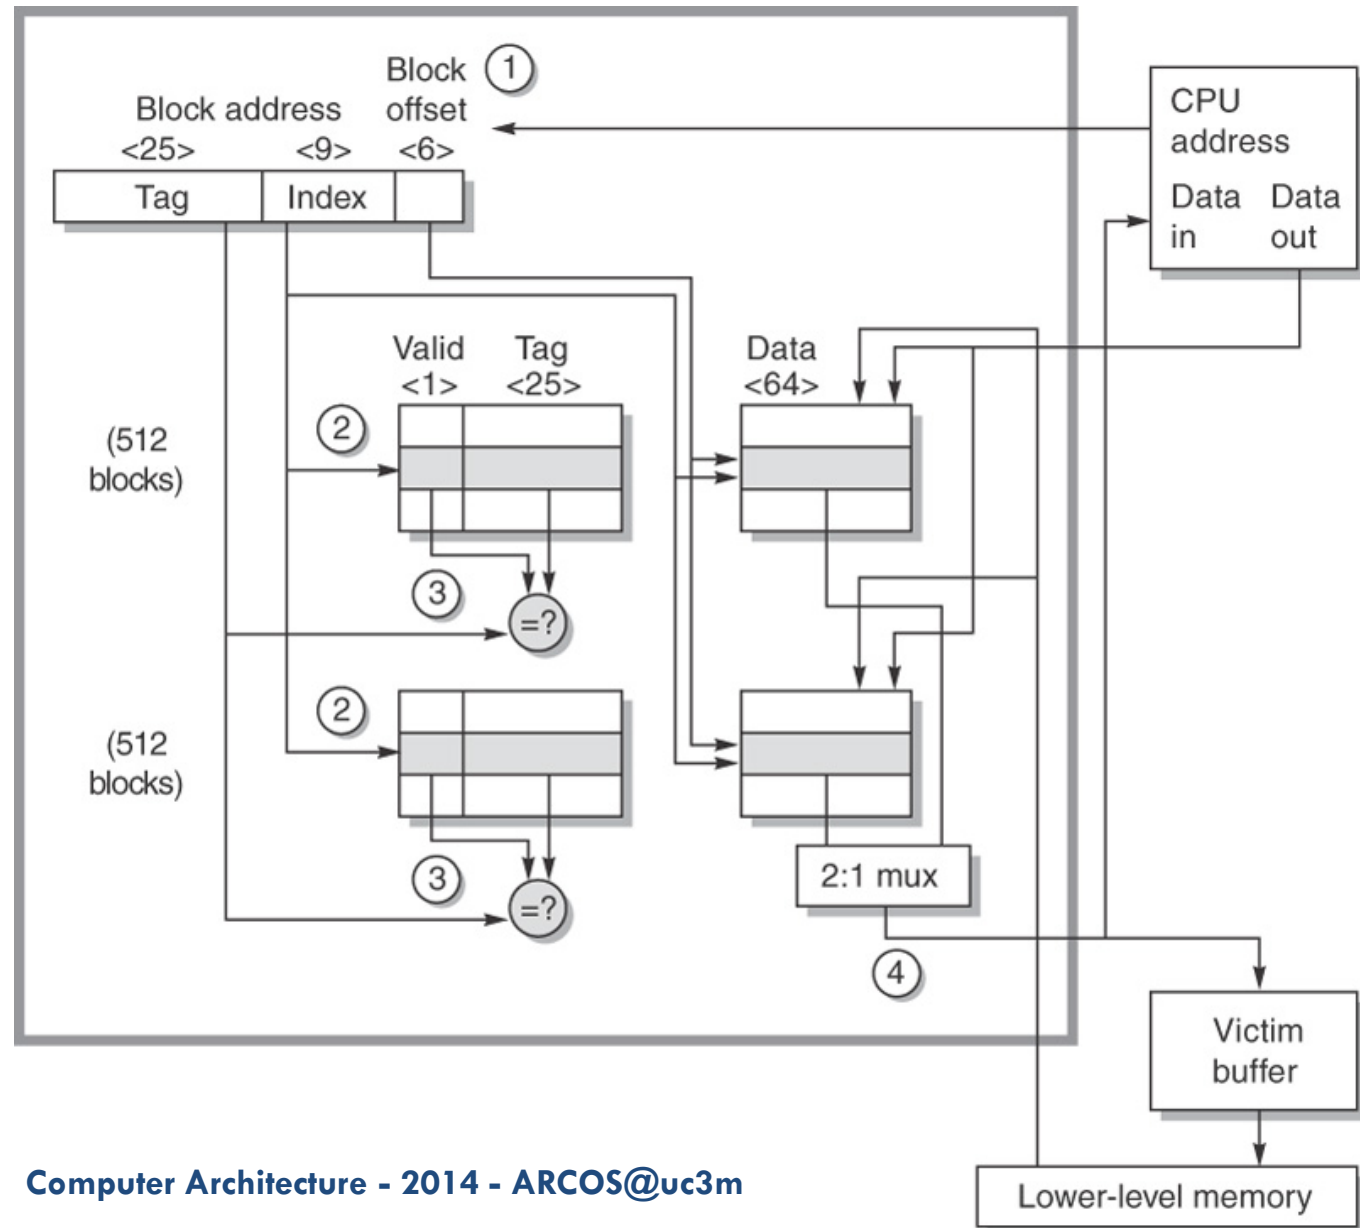 Block
offset
1
Block address
<25>
<9>
<6>
Tag
Index
CPU
address
Data
in
Data
out
Valid
<1>
Tag
<25>
Data
<64>
(512
blocks)
2
3
=?
(512
blocks)
2
3
=?
2:1 mux
4
Victim
buffer
Lower-level memory
Computer Architecture - 2014 - ARCOS@uc3m